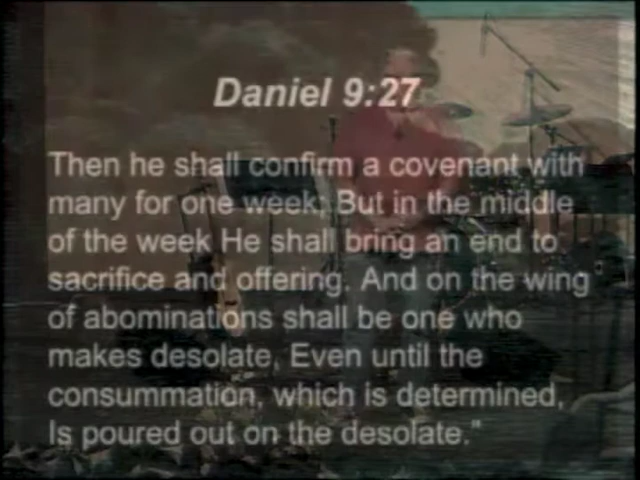 Daniel 9:27
Then he shall confirm a covenant with
many for one week; But in the middle
of the week He shall bring an end to
sacrifice and offering. And on the wing
of abominations shall be one who
makes desolate, Even until the
consummation, which is determined,
Is poured out on the desolate."